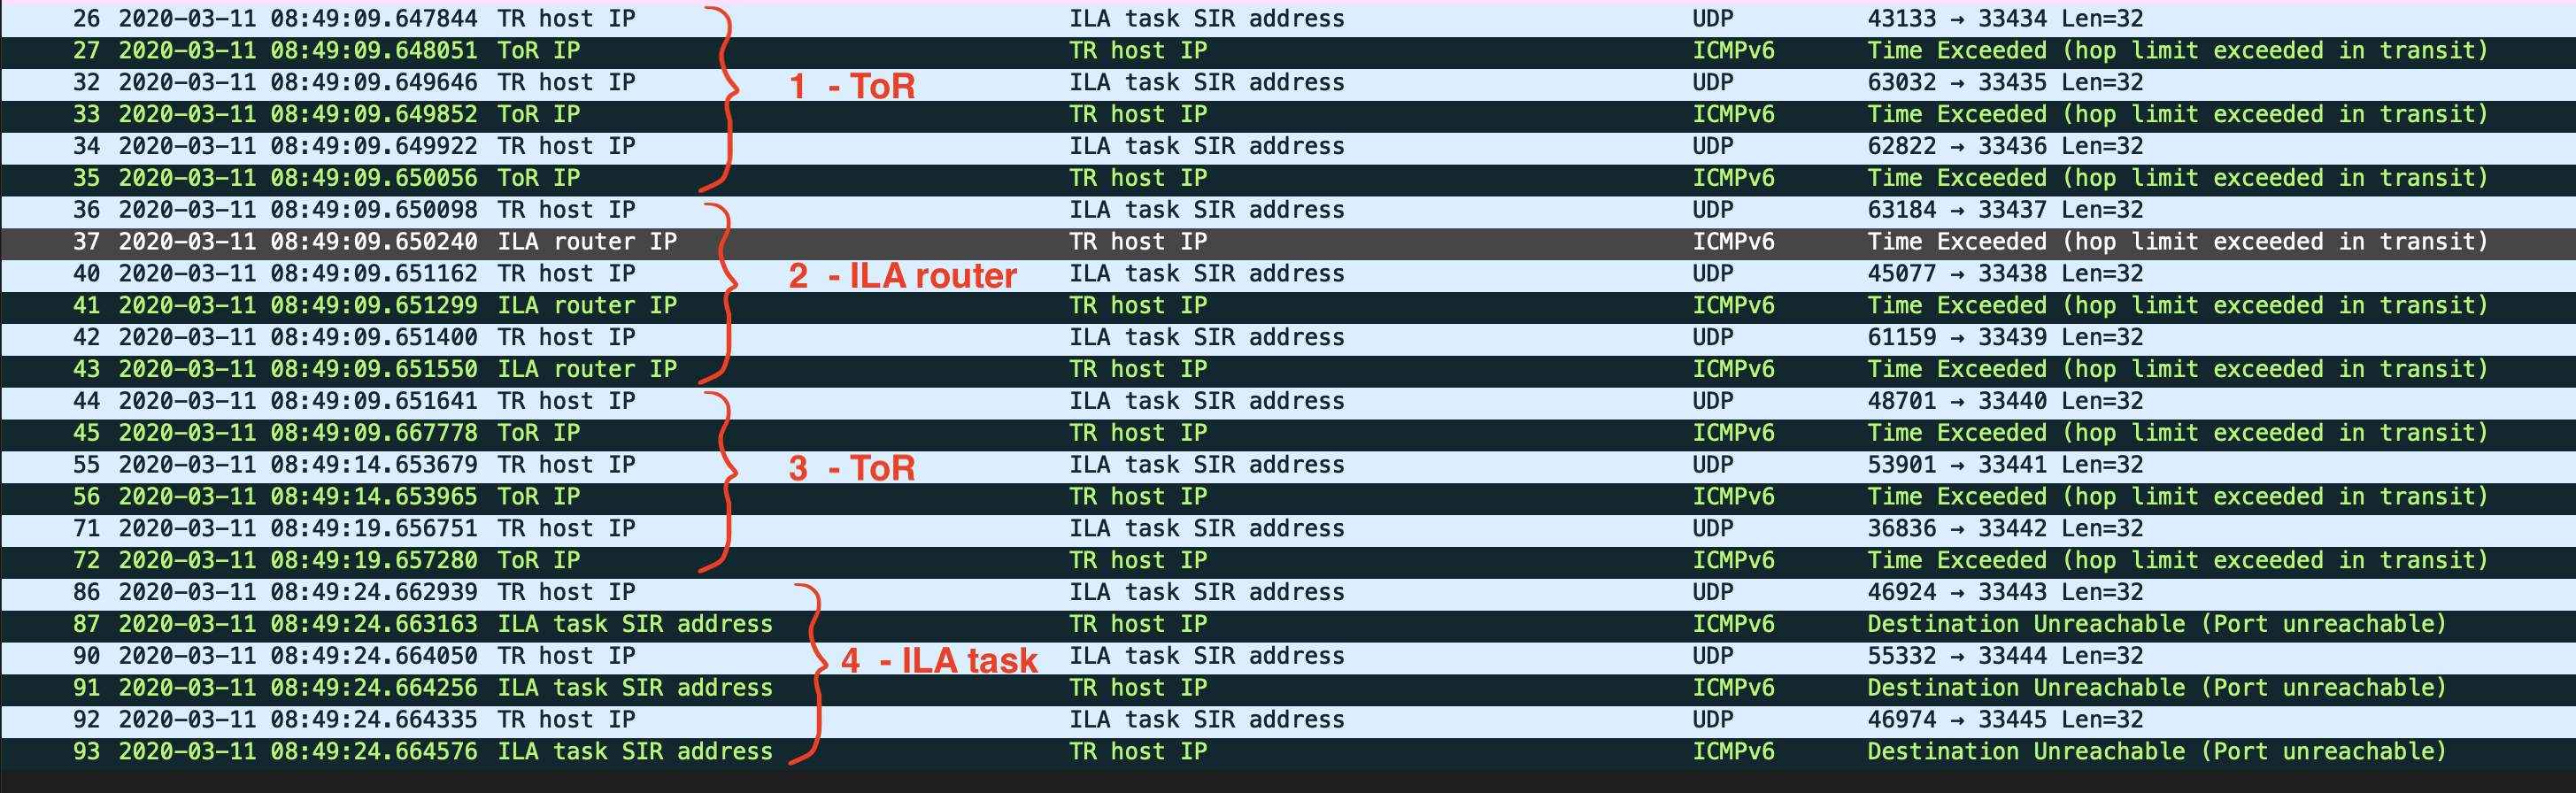 26 2020-03-11 08:49:09.647844 TR host IP ILA task SIR address UDP 43133 → 33434 Len=32
27 2020-03-11 08:49:09.648051 ToR IP TR host IP ICMPv6 Time Exceeded (hop limit exceeded in transit)
32 2020-03-11 08:49:09.649646 TR host IP ILA task SIR address UDP 63032 → 33435 Len=32
1 - ToR
33 2020-03-11 08:49:09.649852 ToR IP TR host IP ICMPv6 Time Exceeded (hop limit exceeded in transit)
34 2020-03-11 08:49:09.649922 TR host IP ILA task SIR address UDP 62822 → 33436 Len=32
35 2020-03-11 08:49:09.650056 ToR IP TR host IP ICMPv6 Time Exceeded (hop limit exceeded in transit)
36 2020-03-11 08:49:09.650098 TR host IP ILA task SIR address UDP 63184 → 33437 Len=32
37 2020-03-11 08:49:09.650240 ILA router IP TR host IP ICMPv6 Time Exceeded (hop limit exceeded in transit)
40 2020-03-11 08:49:09.651162 TR host IP ILA task SIR address UDP 45077 → 33438 Len=32
2 - ILA router
41 2020-03-11 08:49:09.651299 ILA router IP TR host IP ICMPv6 Time Exceeded (hop limit exceeded in transit)
42 2020-03-11 08:49:09.651400 TR host IP ILA task SIR address UDP 61159 → 33439 Len=32
43 2020-03-11 08:49:09.651550 ILA router IP TR host IP ICMPv6 Time Exceeded (hop limit exceeded in transit)
44 2020-03-11 08:49:09.651641 TR host IP ILA task SIR address UDP 48701 → 33440 Len=32
45 2020-03-11 08:49:09.667778 ToR IP TR host IP ICMPv6 Time Exceeded (hop limit exceeded in transit)
55 2020-03-11 08:49:14.653679 TR host IP ILA task SIR address UDP 53901 → 33441 Len=32
3 - ToR
56 2020-03-11 08:49:14.653965 ToR IP TR host IP ICMPv6 Time Exceeded (hop limit exceeded in transit)
71 2020-03-11 08:49:19.656751 TR host IP ILA task SIR address UDP 36836 → 33442 Len=32
72 2020-03-11 08:49:19.657280 ToR IP TR host IP ICMPv6 Time Exceeded (hop limit exceeded in transit)
86 2020-03-11 08:49:24.662939 TR host IP ILA task SIR address UDP 46924 → 33443 Len=32
87 2020-03-11 08:49:24.663163 ILA task SIR address TR host IP ICMPv6 Destination Unreachable (Port unreachable)
90 2020-03-11 08:49:24.664050 TR host IP ILA task SIR address UDP 55332 → 33444 Len=32
4 - ILA task
91 2020-03-11 08:49:24.664256 ILA task SIR address TR host IP ICMPv6 Destination Unreachable (Port unreachable)
92 2020-03-11 08:49:24.664335 TR host IP ILA task SIR address UDP 46974 → 33445 Len=32
93 2020-03-11 08:49:24.664576 ILA task SIR address TR host IP ICMPv6 Destination Unreachable (Port unreachable)